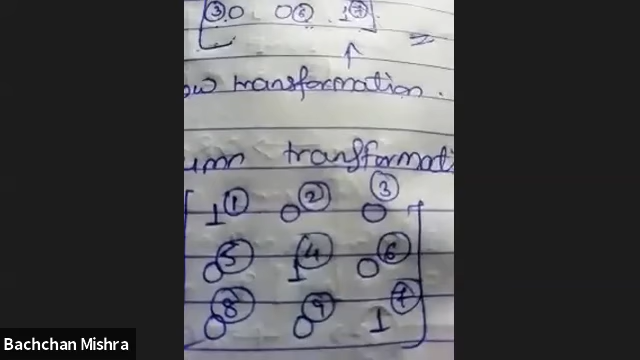 ③0 0⑥ 1⑦
=
↑
ow transformation.
umn transformati
1① 0② 0③
0⑤ 1④ 0⑥
0⑧ 0⑨ 1⑦
Bachchan Mishra